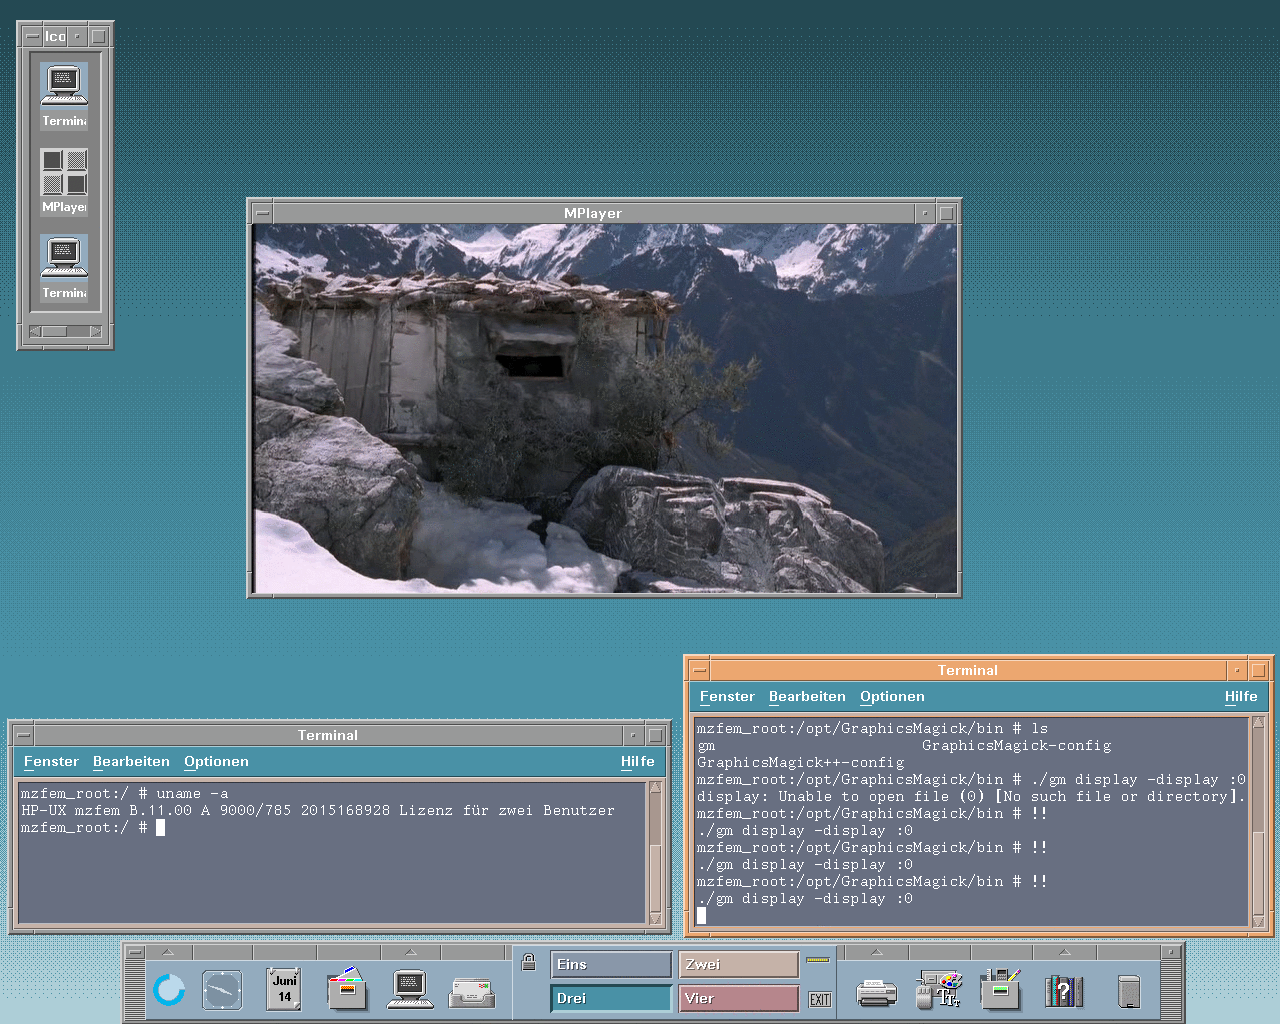 Ico
Termin
MPlaye
Termin
MPlayer
Terminal
Fenster Bearbeiten Optionen Hilfe
mzfem_root:/opt/GraphicsMagick/bin # ls
gm GraphicsMagick-config
GraphicsMagick++-config
mzfem_root:/opt/GraphicsMagick/bin # ./gm display -display :0
display: Unable to open file (0) [No such file or directory].
mzfem_root:/opt/GraphicsMagick/bin # !!
./gm display -display :0
mzfem_root:/opt/GraphicsMagick/bin # !!
./gm display -display :0
mzfem_root:/opt/GraphicsMagick/bin # !!
./gm display -display :0
Terminal
Fenster Bearbeiten Optionen Hilfe
mzfem_root:/ # uname -a
HP-UX mzfem B.11.00 A 9000/785 2015168928 Lizenz für zwei Benutzer
mzfem_root:/ #
Juni
14
Eins
Zwei
Drei
Vier
EXIT
?